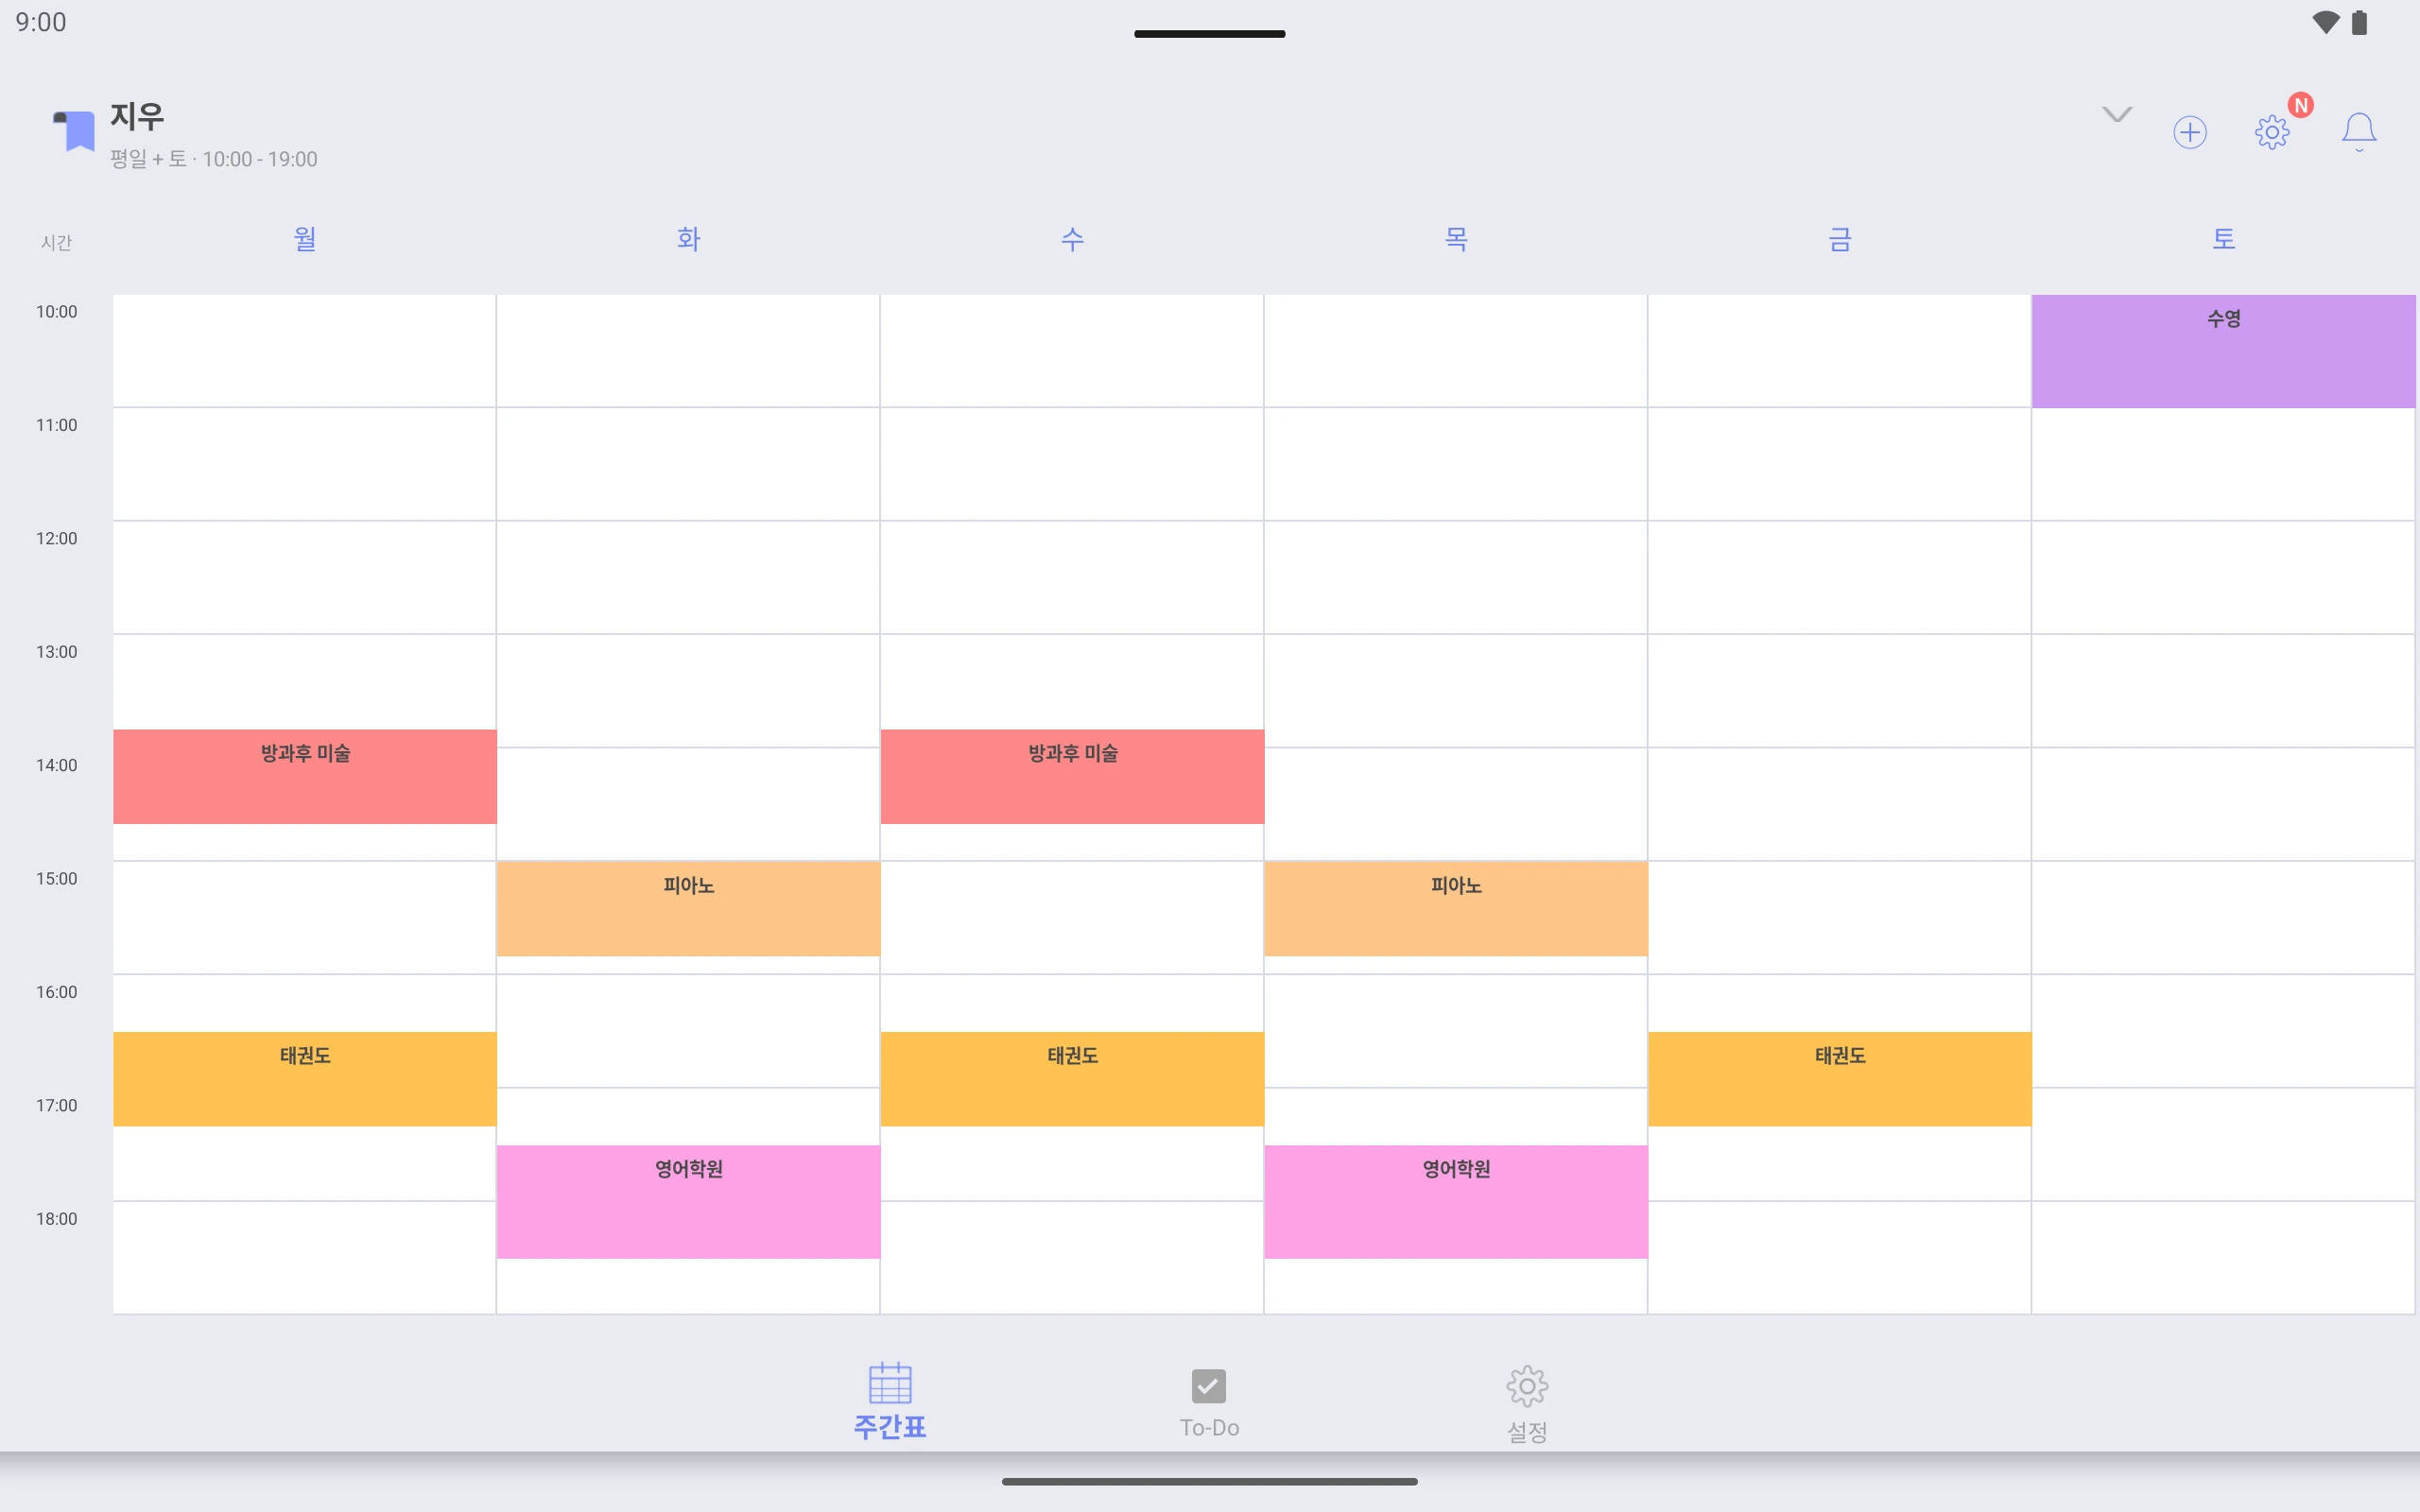 9:00
지우
N
평일 + 토 · 10:00 - 19:00
시간 월 화 수 목 금 토
10:00
수영
11:00
12:00
13:00
방과후 미술 방과후 미술
14:00
15:00
피아노 피아노
16:00
태권도 태권도 태권도
17:00
영어학원 영어학원
18:00
주간표 To-Do 설정